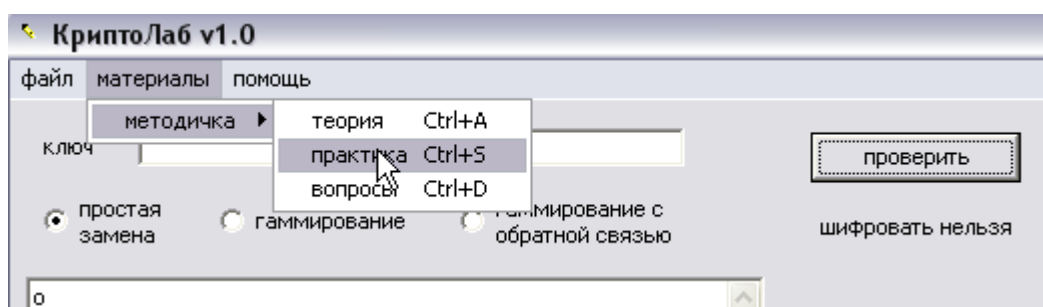 КриптоЛаб v1.0
файл материалы помощь
методичка теория Ctrl+A
практика Ctrl+S
вопросы Ctrl+D
ключ
проверить
простая
замена
гаммирование
гаммирование с
обратной связью
шифровать нельзя
о